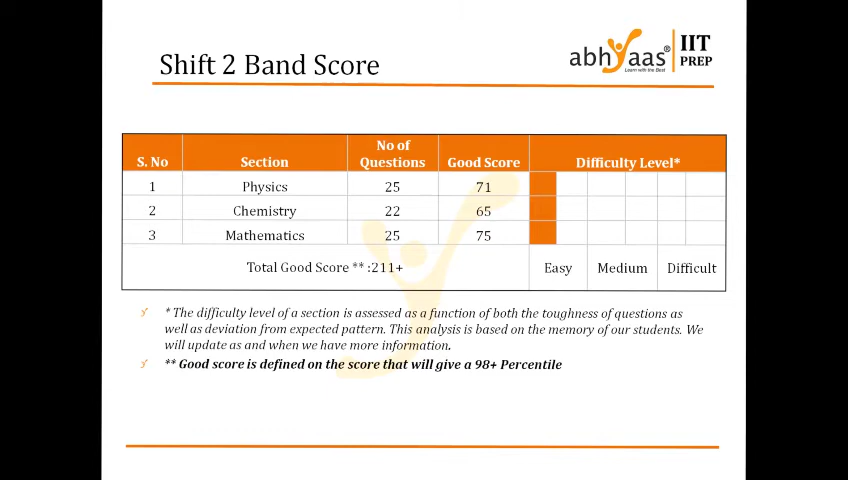 Shift 2 Band Score
abhyaas®
Learn with the Best
IIT
PREP
S. No Section No of Questions Good Score Difficulty Level*
1 Physics 25 71
2 Chemistry 22 65
3 Mathematics 25 75
Total Good Score ** :211+ Easy Medium Difficult
* The difficulty level of a section is assessed as a function of both the toughness of questions as
well as deviation from expected pattern. This analysis is based on the memory of our students. We
will update as and when we have more information.
** Good score is defined on the score that will give a 98+ Percentile